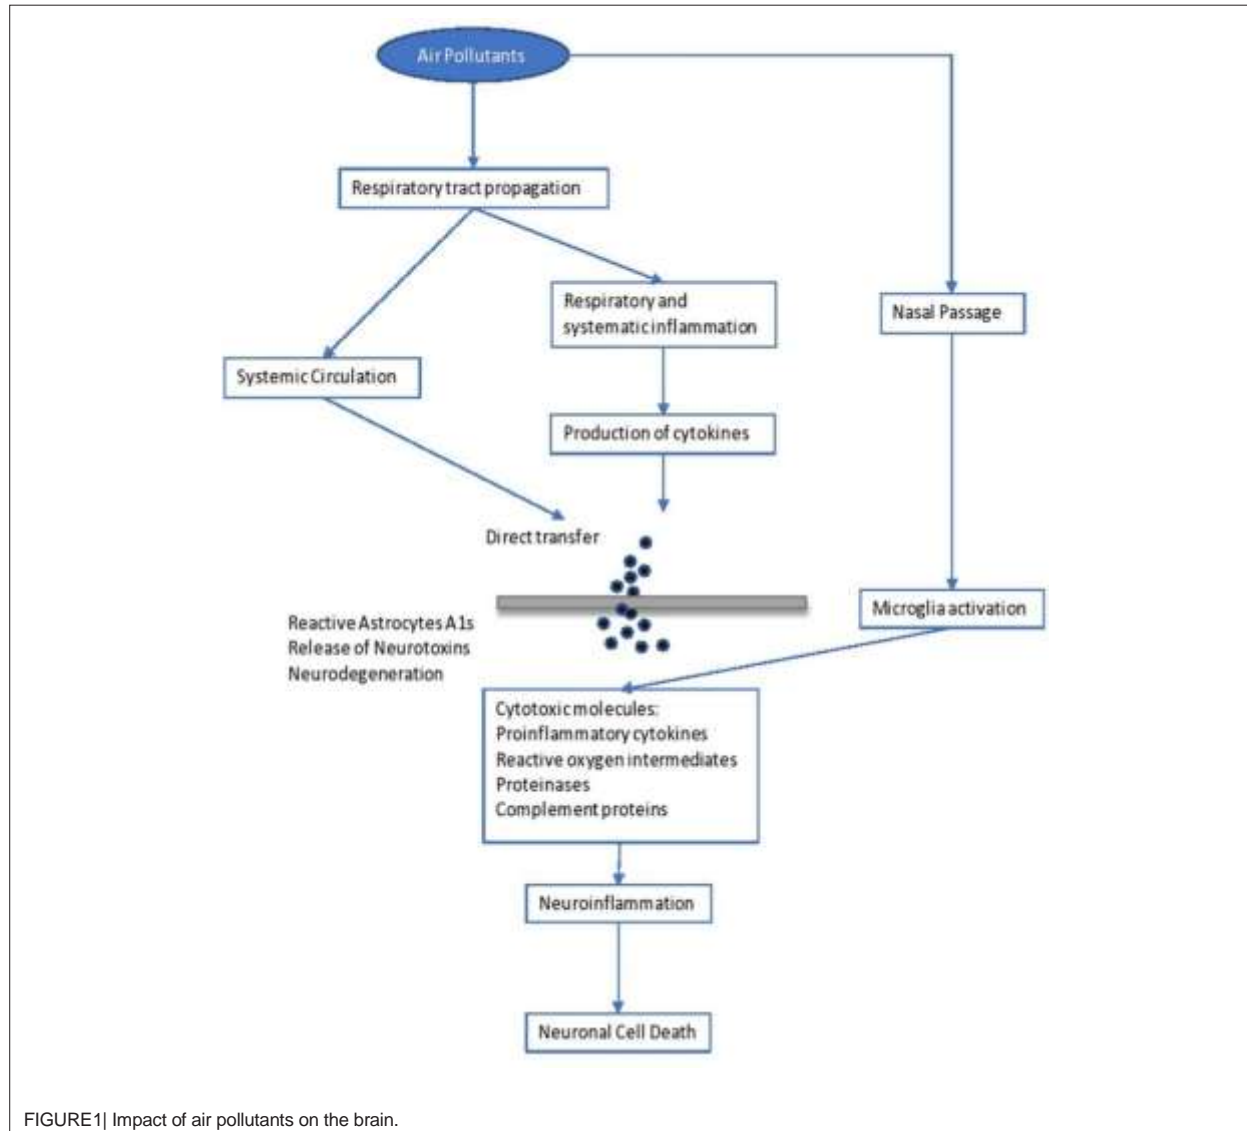 Air Pollutants
Respiratory tract propagation
Respiratory and
systematic inflammation
Nasal Passage
Systemic Circulation
Production of cytokines
Direct transfer
Microglia activation
Reactive Astrocytes A1s
Release of Neurotoxins
Neurodegeneration
Cytotoxic molecules:
Proinflammatory cytokines
Reactive oxygen intermediates
Proteinases
Complement proteins
Neuroinflammation
Neuronal Cell Death
FIGURE1| Impact of air pollutants on the brain.